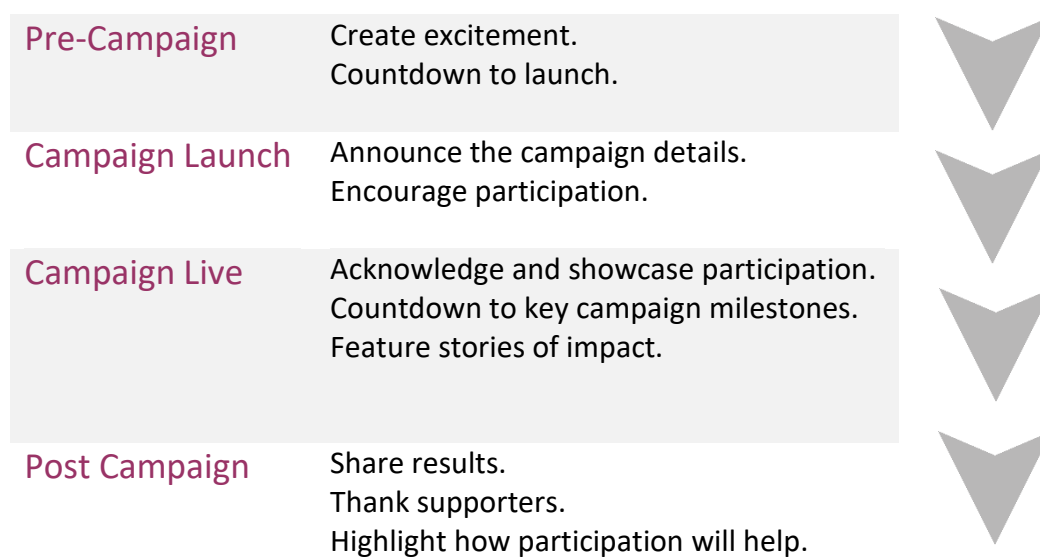 Pre-Campaign
Create excitement.
Countdown to launch.
Campaign Launch
Announce the campaign details.
Encourage participation.
Campaign Live
Acknowledge and showcase participation.
Countdown to key campaign milestones.
Feature stories of impact.
Post Campaign
Share results.
Thank supporters.
Highlight how participation will help.